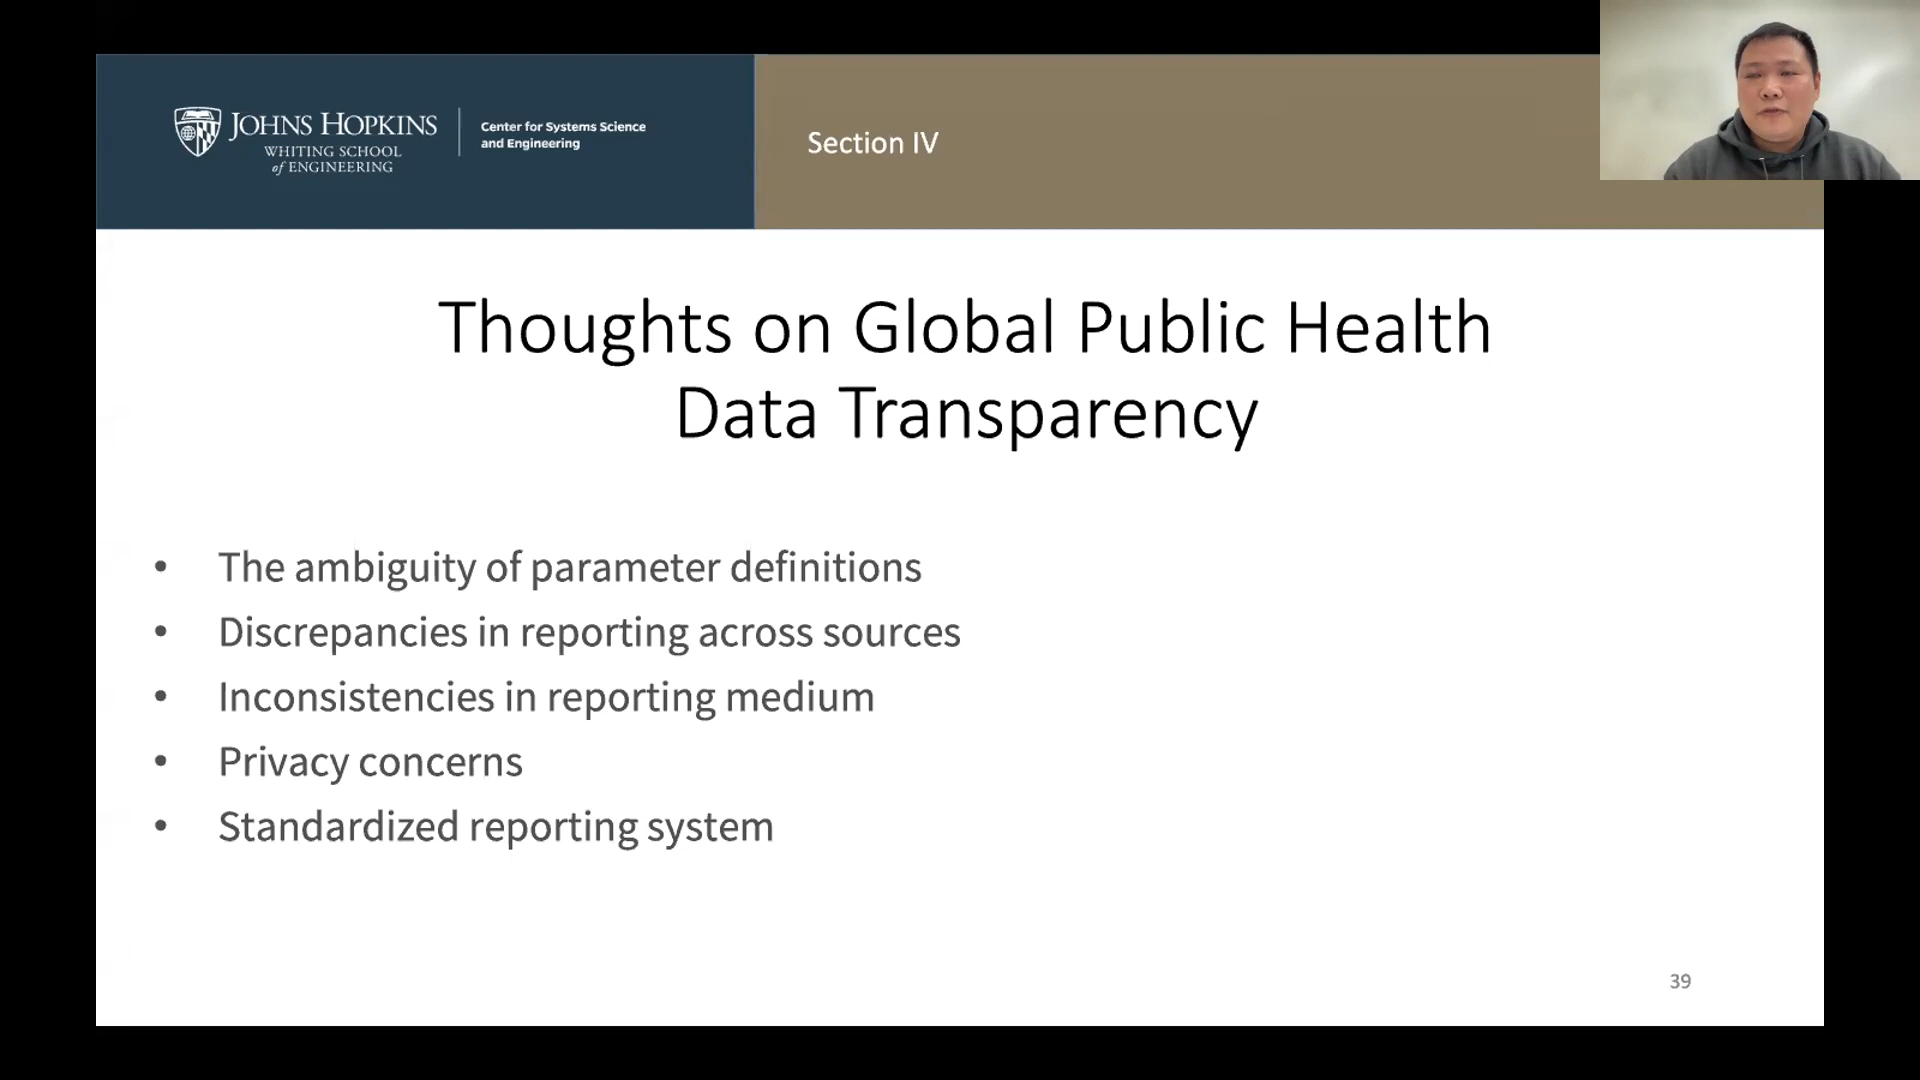 JOHNS HOPKINS
WHITING SCHOOL
of ENGINEERING
Center for Systems Science
and Engineering
Section IV
Thoughts on Global Public Health
Data Transparency
• The ambiguity of parameter definitions
• Discrepancies in reporting across sources
• Inconsistencies in reporting medium
• Privacy concerns
• Standardized reporting system
39